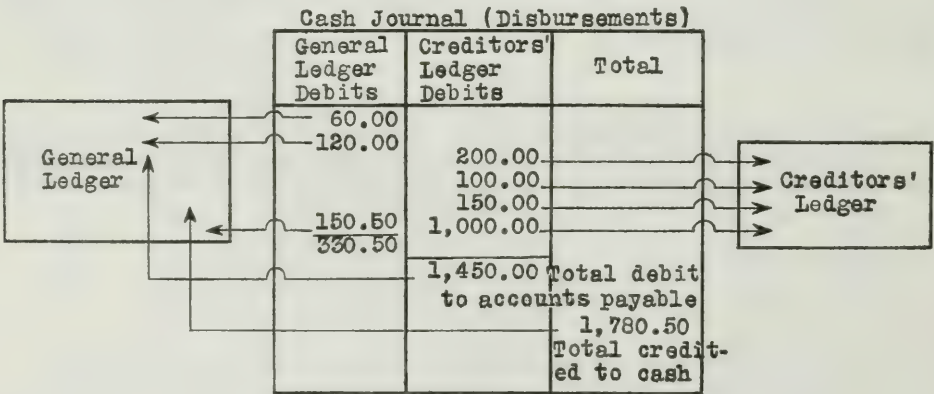 Cash Journal (Disbursements)
General Ledger Debits
Creditors' Ledger Debits
Total
60.00
120.00
200.00
100.00
150.00
150.50
1,000.00
330.50
General Ledger
Creditors' Ledger
1,450.00 Total debit
to accounts payable
1,780.50
Total credit-
ed to cash